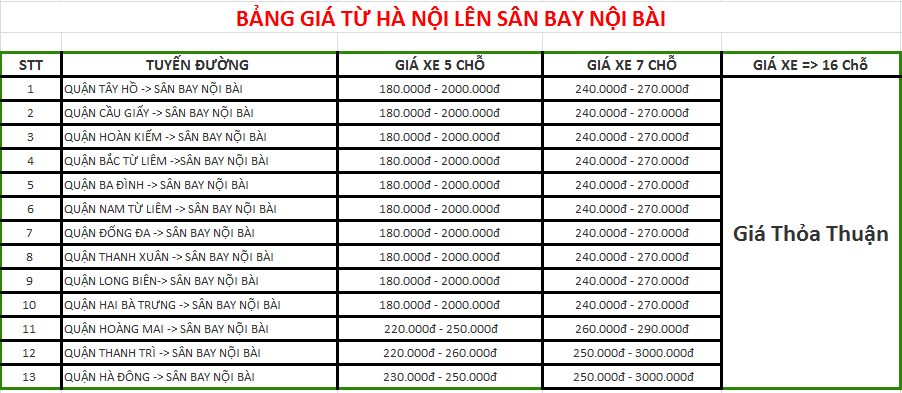 BẢNG GIÁ TỪ HÀ NỘI LÊN SÂN BAY NỘI BÀI
STT TUYẾN ĐƯỜNG GIÁ XE 5 CHỖ GIÁ XE 7 CHỖ GIÁ XE => 16 Chỗ
1 QUẬN TÂY HỒ -> SÂN BAY NỘI BÀI 180.000đ - 2000.000đ 240.000đ - 270.000đ
2 QUẬN CẦU GIẤY -> SÂN BAY NỘI BÀI 180.000đ - 2000.000đ 240.000đ - 270.000đ
3 QUẬN HOÀN KIẾM -> SÂN BAY NỘI BÀI 180.000đ - 2000.000đ 240.000đ - 270.000đ
4 QUẬN BẮC TỪ LIÊM ->SÂN BAY NỘI BÀI 180.000đ - 2000.000đ 240.000đ - 270.000đ
5 QUẬN BA ĐÌNH -> SÂN BAY NỘI BÀI 180.000đ - 2000.000đ 240.000đ - 270.000đ
6 QUẬN NAM TỪ LIÊM -> SÂN BAY NỘI BÀI 180.000đ - 2000.000đ 240.000đ - 270.000đ
7 QUẬN ĐỐNG ĐA -> SÂN BAY NỘI BÀI 180.000đ - 2000.000đ 240.000đ - 270.000đ
Giá Thỏa Thuận
8 QUẬN THANH XUÂN -> SÂN BAY NỘI BÀI 180.000đ - 2000.000đ 240.000đ - 270.000đ
9 QUẬN LONG BIÊN-> SÂN BAY NỘI BÀI 180.000đ - 2000.000đ 240.000đ - 270.000đ
10 QUẬN HAI BÀ TRƯNG -> SÂN BAY NỘI BÀI 180.000đ - 2000.000đ 240.000đ - 270.000đ
11 QUẬN HOÀNG MAI -> SÂN BAY NỘI BÀI 220.000đ - 250.000đ 260.000đ - 290.000đ
12 QUẬN THANH TRÌ -> SÂN BAY NỘI BÀI 220.000đ - 260.000đ 250.000đ - 3000.000đ
13 QUẬN HÀ ĐÔNG -> SÂN BAY NỘI BÀI 230.000đ - 250.000đ 250.000đ - 3000.000đ